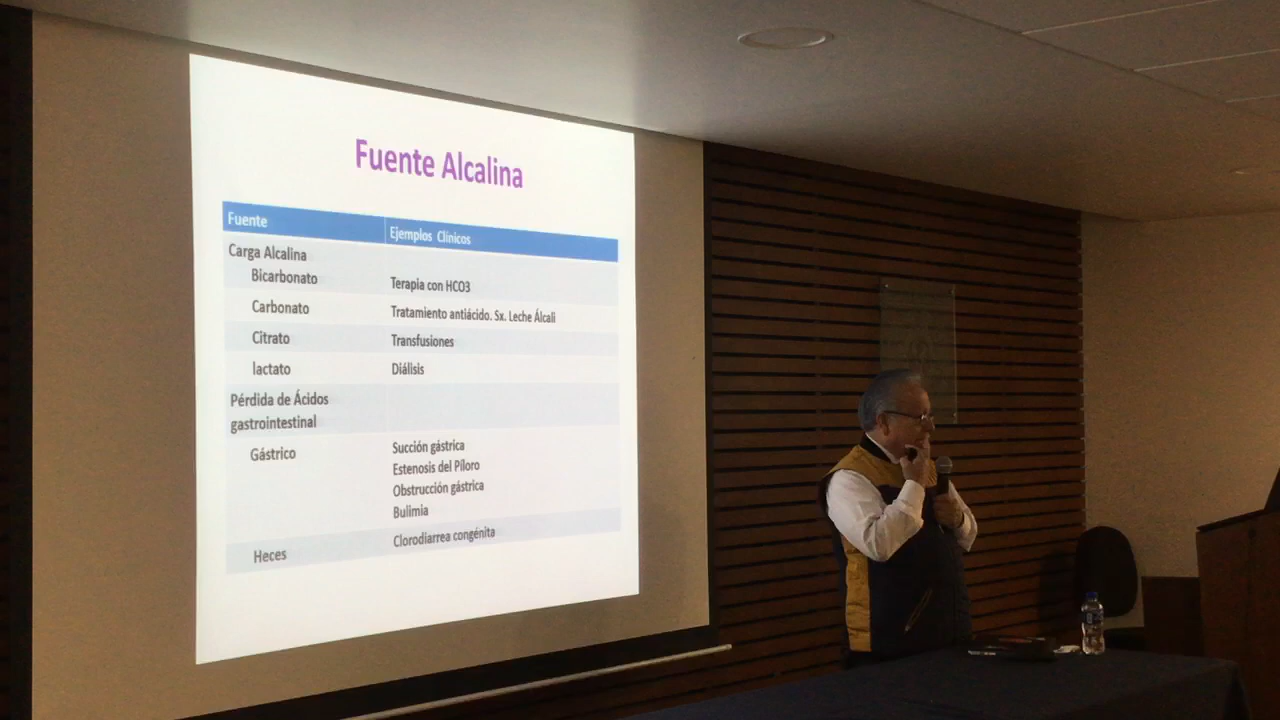 Fuente Alcalina
Fuente Ejemplos Clínicos
Carga Alcalina
Bicarbonato Terapia con HCO3
Carbonato Tratamiento antiácido. Sx. Leche Álcali
Citrato Transfusiones
lactato Diálisis
Pérdida de Ácidos
gastrointestinal
Gástrico Succión gástrica
Estenosis del Píloro
Obstrucción gástrica
Bulimia
Heces Clorodiarrea congénita